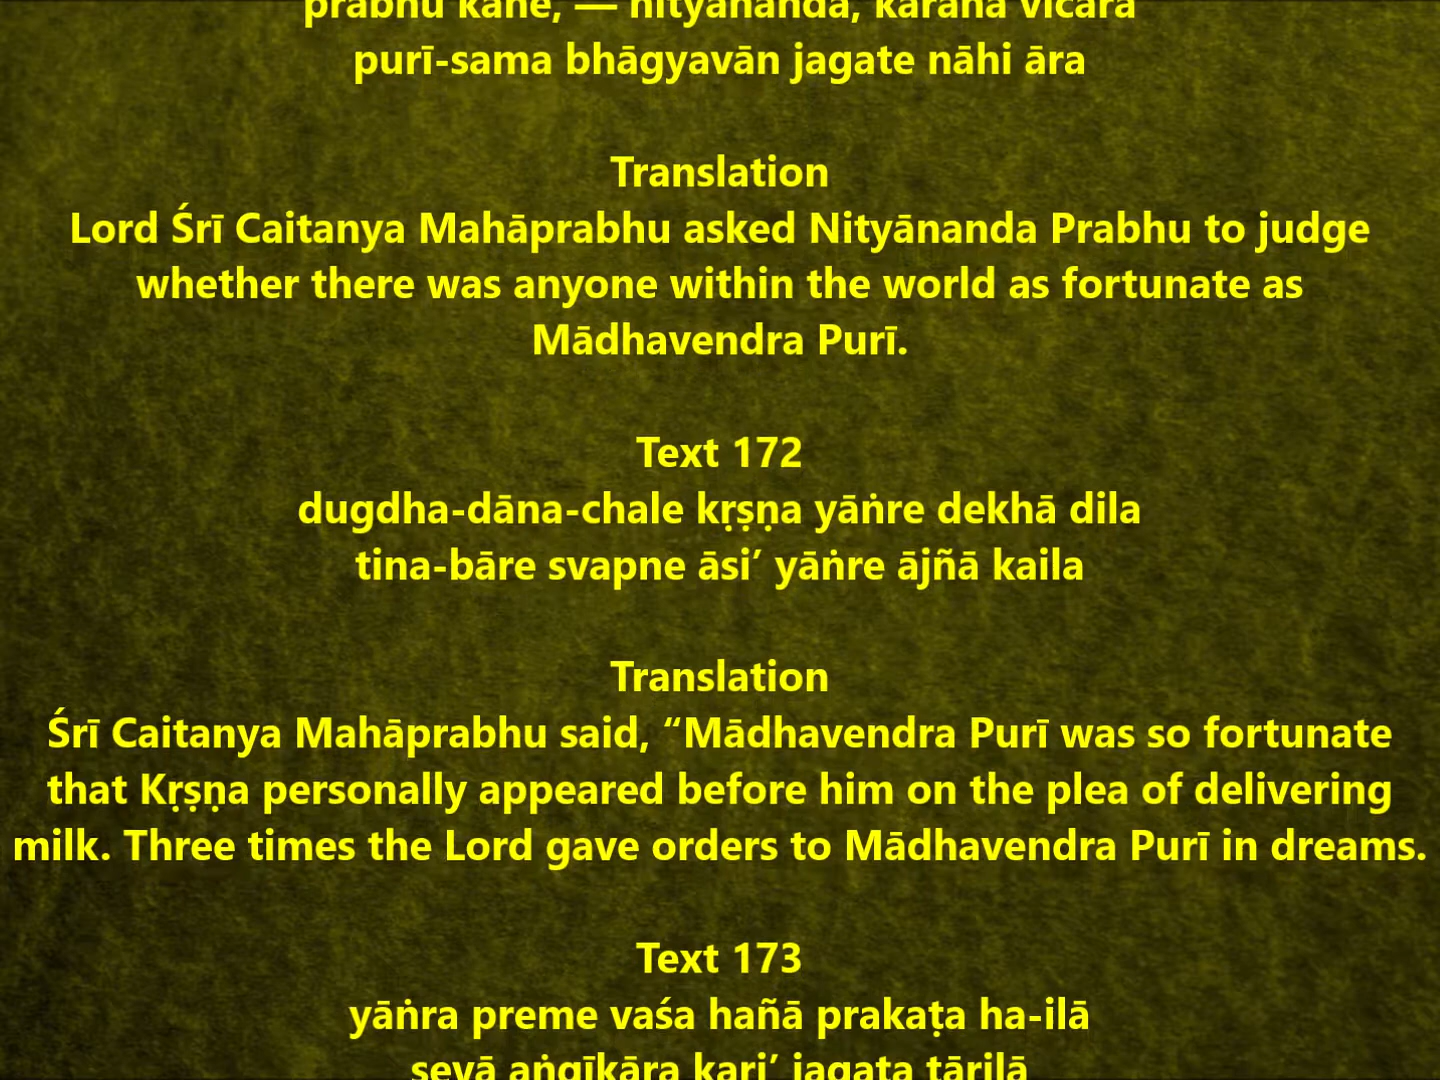 prabhu kahe, — nityānanda, karaha vicāra
purī-sama bhāgyavān jagate nāhi āra
Translation
Lord Śrī Caitanya Mahāprabhu asked Nityānanda Prabhu to judge
whether there was anyone within the world as fortunate as
Mādhavendra Purī.
Text 172
dugdha-dāna-chale kṛṣṇa yāṅre dekhā dila
tina-bāre svapne āsi’ yāṅre ājñā kaila
Translation
Śrī Caitanya Mahāprabhu said, “Mādhavendra Purī was so fortunate
that Kṛṣṇa personally appeared before him on the plea of delivering
milk. Three times the Lord gave orders to Mādhavendra Purī in dreams.
Text 173
yāṅra preme vaśa hañā prakaṭa ha-ilā
sevā aṅgīkāra kari’ jagata tārilā